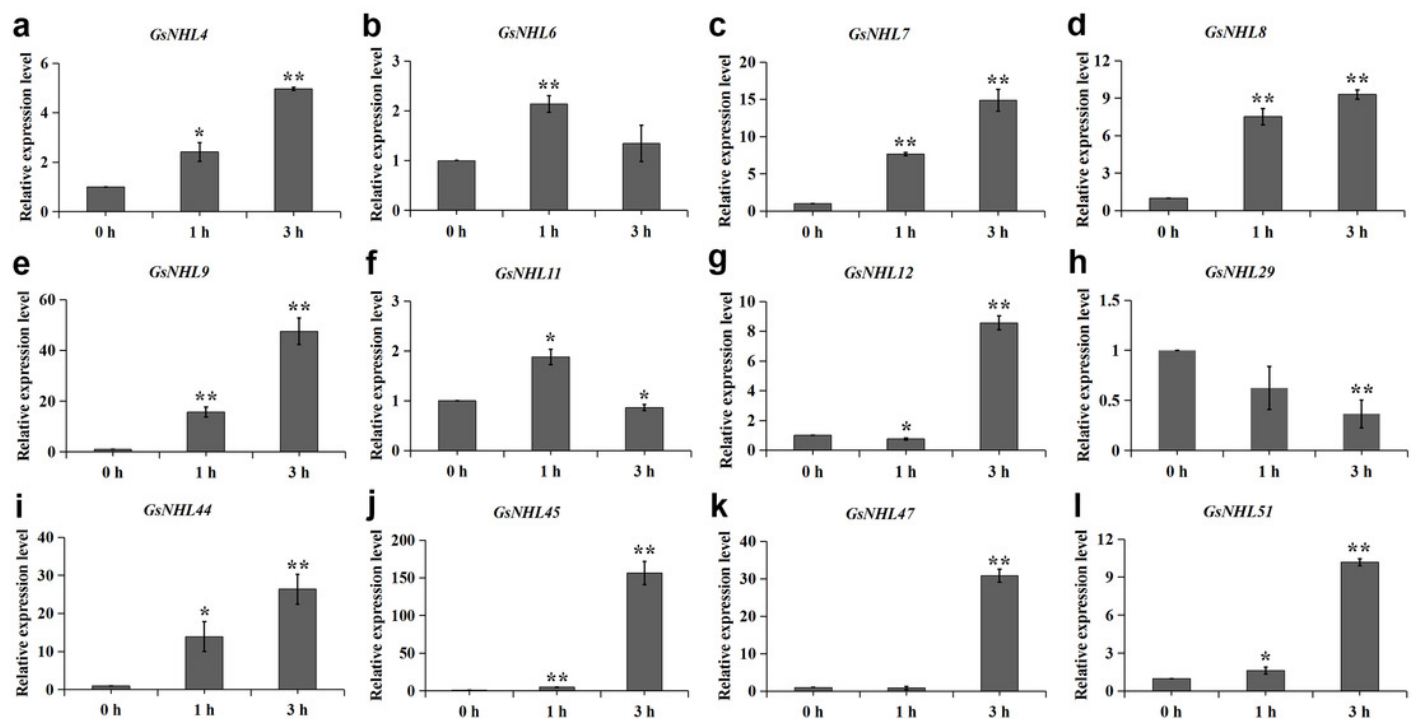 a
GsNHL4
Relative expression level
6
4
2
0
**
*
0 h 1 h 3 h
b
GsNHL6
Relative expression level
3
2
1
0
**
0 h 1 h 3 h
c
GsNHL7
Relative expression level
20
15
10
5
0
**
**
0 h 1 h 3 h
d
GsNHL8
Relative expression level
12
9
6
3
0
**
**
0 h 1 h 3 h
e
GsNHL9
Relative expression level
60
40
20
0
**
**
0 h 1 h 3 h
f
GsNHL11
Relative expression level
3
2
1
0
*
*
0 h 1 h 3 h
g
GsNHL12
Relative expression level
10
8
6
4
2
0
**
*
0 h 1 h 3 h
h
GsNHL29
Relative expression level
1.5
1
0.5
0
**
0 h 1 h 3 h
i
GsNHL44
Relative expression level
40
30
20
10
0
**
*
0 h 1 h 3 h
j
GsNHL45
Relative expression level
200
150
100
50
0
**
**
0 h 1 h 3 h
k
GsNHL47
Relative expression level
40
30
20
10
0
**
0 h 1 h 3 h
l
GsNHL51
Relative expression level
12
9
6
3
0
**
*
0 h 1 h 3 h